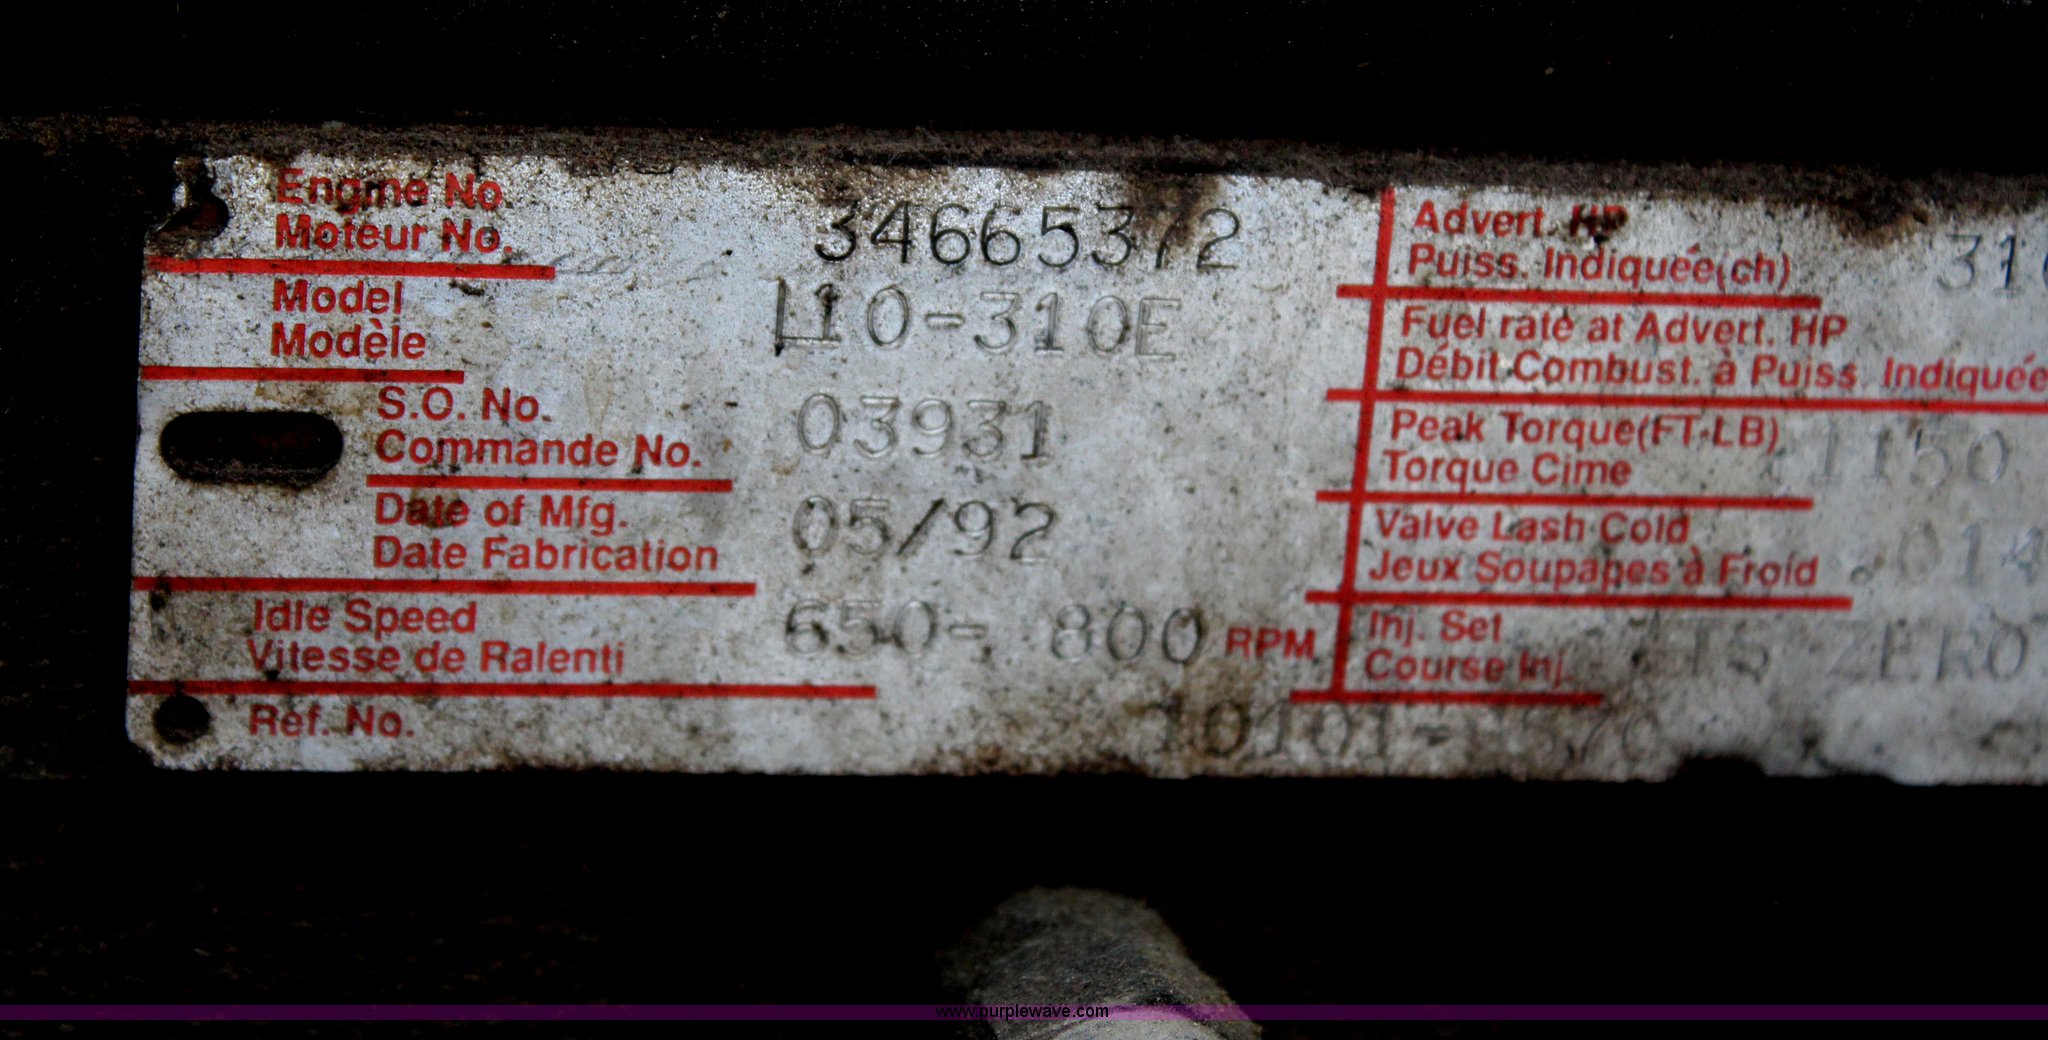 Engine No.
Moteur No. 34665372
Model
Modèle L10-310E
S.O. No.
Commande No. 03931
Date of Mfg.
Date Fabrication 05/92
Idle Speed
Vitesse de Ralenti 650- 800 RPM
Ref. No.
Advert. HP
Puiss. Indiquée(ch) 310
Fuel rate at Advert. HP
Débit Combust. à Puiss. Indiquée
Peak Torque(FT-LB)
Torque Cime 1150
Valve Lash Cold
Jeux Soupapes à Froid .014
Inj. Set
Course Inj. ZERO
www.purplewave.com